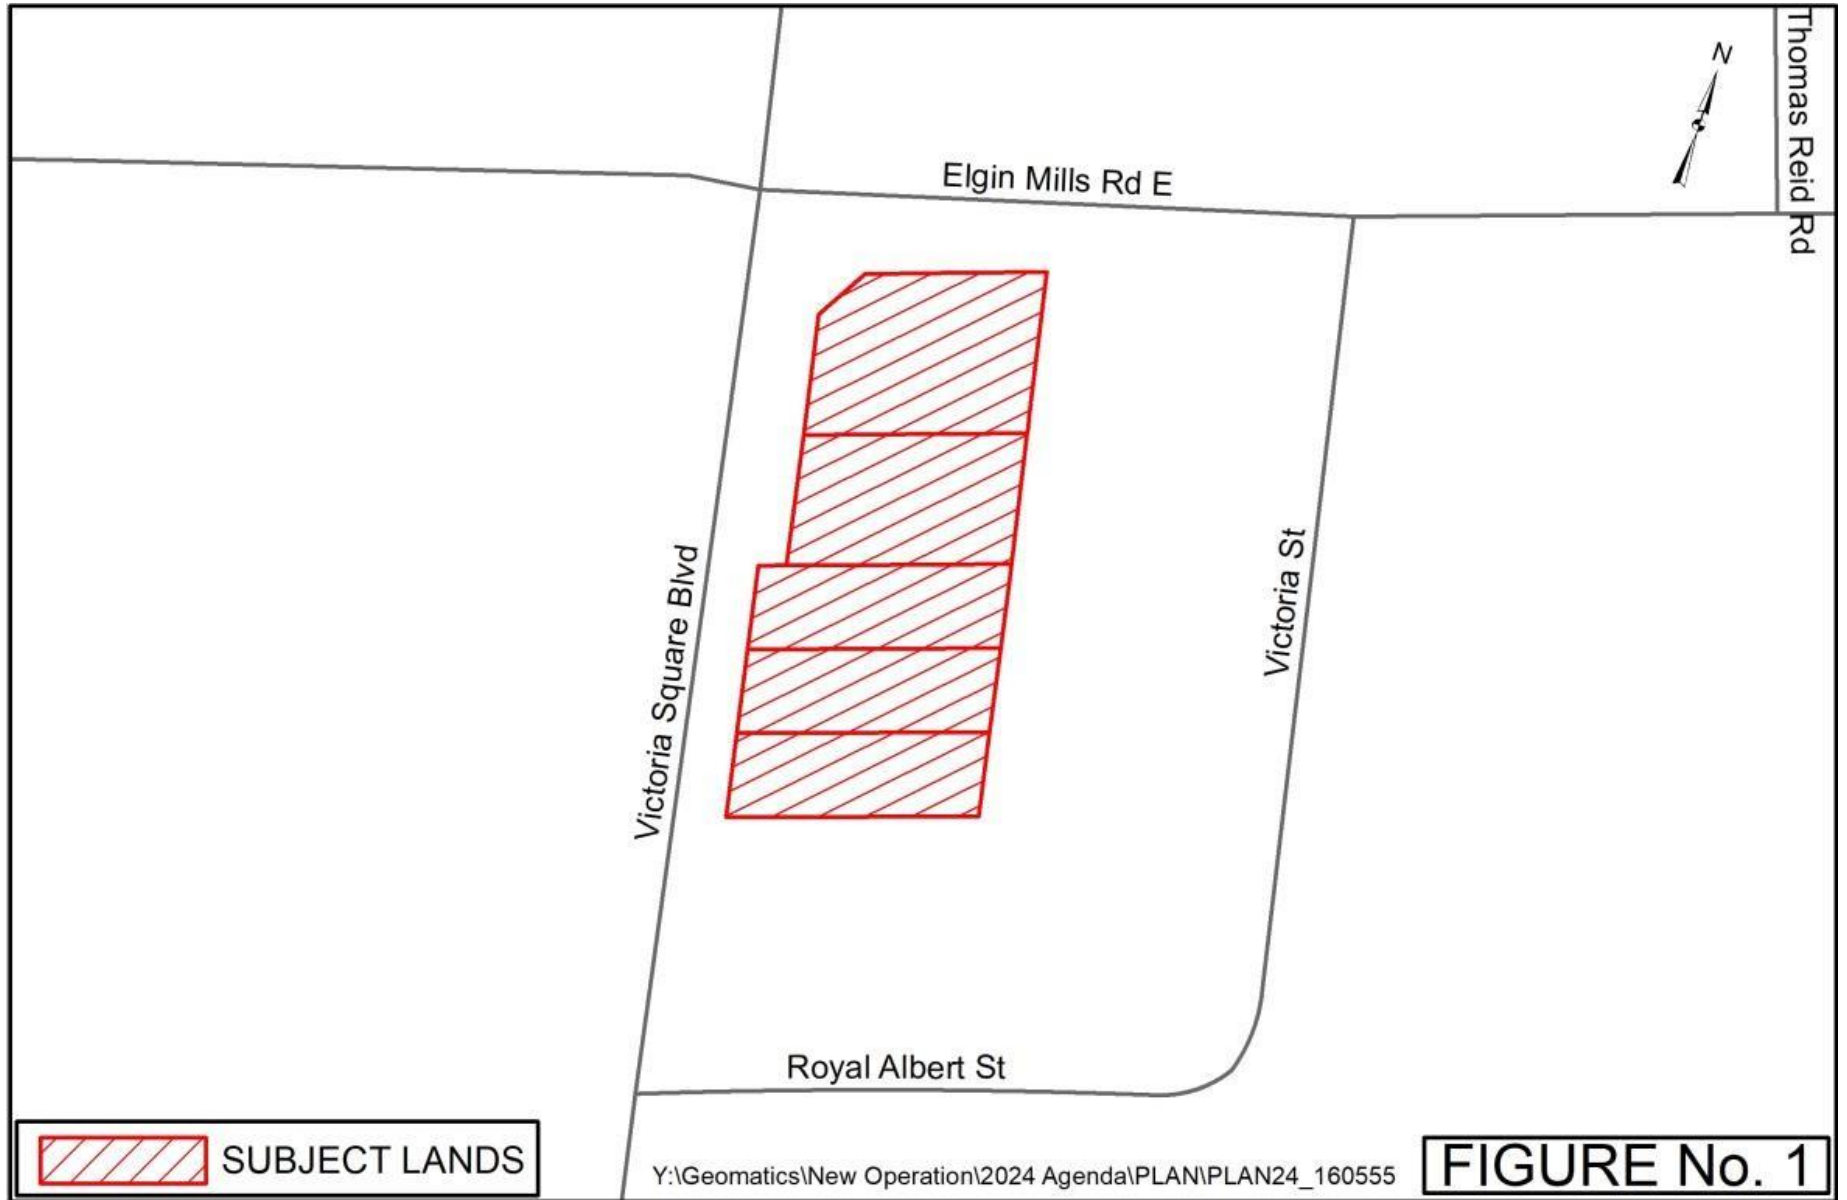 Thomas Reid Rd
N
Elgin Mills Rd E
Victoria Square Blvd
Victoria St
Royal Albert St
SUBJECT LANDS
Y:\Geomatics\New Operation\2024 Agenda\PLAN\PLAN24_160555
FIGURE No. 1